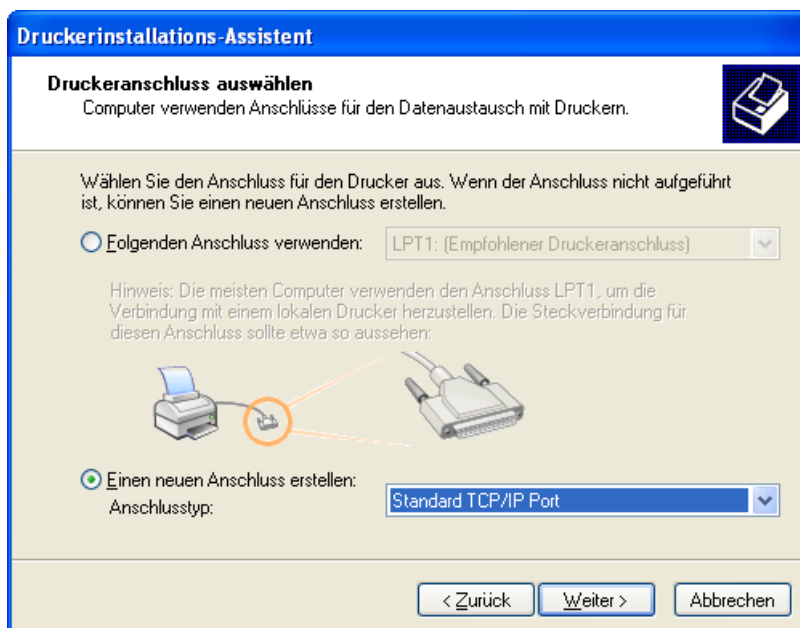 Druckerinstallations-Assistent
Druckeranschluss auswählen
Computer verwenden Anschlüsse für den Datenaustausch mit Druckern.
Wählen Sie den Anschluss für den Drucker aus. Wenn der Anschluss nicht aufgeführt
ist, können Sie einen neuen Anschluss erstellen.
Folgenden Anschluss verwenden:
LPT1: (Empfohlener Druckeranschluss)
Hinweis: Die meisten Computer verwenden den Anschluss LPT1, um die
Verbindung mit einem lokalen Drucker herzustellen. Die Steckverbindung für
diesen Anschluss sollte etwa so aussehen:
Einen neuen Anschluss erstellen:
Anschlusstyp:
Standard TCP/IP Port
< Zurück
Weiter >
Abbrechen